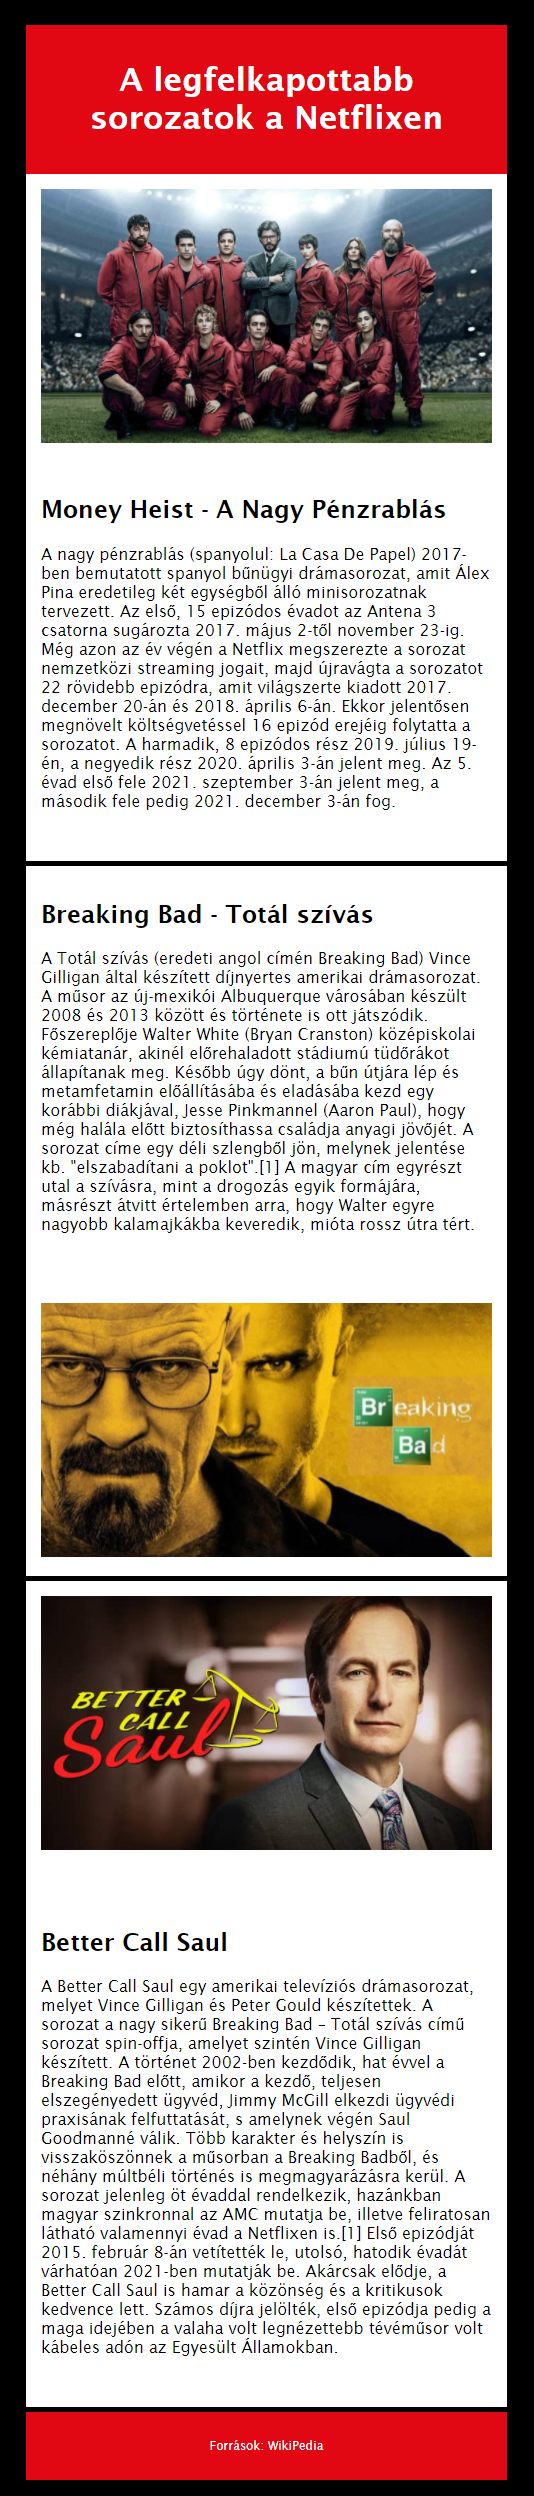 A legfelkapottabb
sorozatok a Netflixen
Money Heist - A Nagy Pénzrablás
A nagy pénzrablás (spanyolul: La Casa De Papel) 2017-
ben bemutatott spanyol bűnügyi drámasorozat, amit Álex
Pina eredetileg két egységből álló minisorozatnak
tervezett. Az első, 15 epizódos évadot az Antena 3
csatorna sugározta 2017. május 2-től november 23-ig.
Még azon az év végén a Netflix megszerezte a sorozat
nemzetközi streaming jogait, majd újravágta a sorozatot
22 rövidebb epizódra, amit világszerte kiadott 2017.
december 20-án és 2018. április 6-án. Ekkor jelentősen
megnövelt költségvetéssel 16 epizód erejéig folytatta a
sorozatot. A harmadik, 8 epizódos rész 2019. július 19-
én, a negyedik rész 2020. április 3-án jelent meg. Az 5.
évad első fele 2021. szeptember 3-án jelent meg, a
második fele pedig 2021. december 3-án fog.
Breaking Bad - Totál szívás
A Totál szívás (eredeti angol címén Breaking Bad) Vince
Gilligan által készített díjnyertes amerikai drámasorozat.
A műsor az új-mexikói Albuquerque városában készült
2008 és 2013 között és története is ott játszódik.
Főszereplője Walter White (Bryan Cranston) középiskolai
kémiatanár, akinél előrehaladott stádiumú tüdőrákot
állapítanak meg. Később úgy dönt, a bűn útjára lép és
metamfetamin előállításába és eladásába kezd egy
korábbi diákjával, Jesse Pinkmannel (Aaron Paul), hogy
még halála előtt biztosíthassa családja anyagi jövőjét. A
sorozat címe egy déli szlengből jön, melynek jelentése
kb. "elszabadítani a poklot".[1] A magyar cím egyrészt
utal a szívásra, mint a drogozás egyik formájára,
másrészt átvitt értelemben arra, hogy Walter egyre
nagyobb kalamajkákba keveredik, mióta rossz útra tért.
Breaking
Bad
BETTER
CALL
Saul
Better Call Saul
A Better Call Saul egy amerikai televíziós drámasorozat,
melyet Vince Gilligan és Peter Gould készítettek. A
sorozat a nagy sikerű Breaking Bad – Totál szívás című
sorozat spin-offja, amelyet szintén Vince Gilligan
készített. A történet 2002-ben kezdődik, hat évvel a
Breaking Bad előtt, amikor a kezdő, teljesen
elszegényedett ügyvéd, Jimmy McGill elkezdi ügyvédi
praxisának felfuttatását, s amelynek végén Saul
Goodmanné válik. Több karakter és helyszín is
visszaköszönnek a műsorban a Breaking Badből, és
néhány múltbéli történés is megmagyarázásra kerül. A
sorozat jelenleg öt évaddal rendelkezik, hazánkban
magyar szinkronnal az AMC mutatja be, illetve feliratosan
látható valamennyi évad a Netflixen is.[1] Első epizódját
2015. február 8-án vetítették le, utolsó, hatodik évadát
várhatóan 2021-ben mutatják be. Akárcsak elődje, a
Better Call Saul is hamar a közönség és a kritikusok
kedvence lett. Számos díjra jelölték, első epizódja pedig a
maga idejében a valaha volt legnézettebb tévéműsor volt
kábeles adón az Egyesült Államokban.
Források: WikiPedia